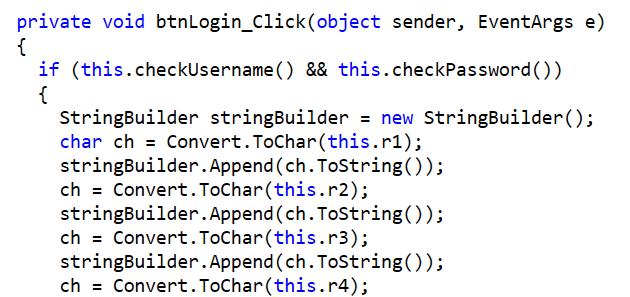 private void btnLogin_Click(object sender, EventArgs e)
{
if (this.checkUsername() && this.checkPassword())
{
StringBuilder stringBuilder = new StringBuilder();
char ch = Convert.ToChar(this.r1);
stringBuilder.Append(ch.ToString());
ch = Convert.ToChar(this.r2);
stringBuilder.Append(ch.ToString());
ch = Convert.ToChar(this.r3);
stringBuilder.Append(ch.ToString());
ch = Convert.ToChar(this.r4);